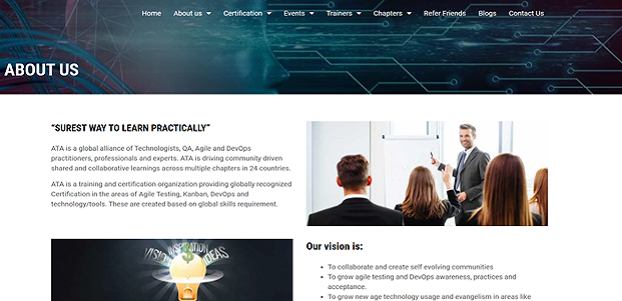 Home About us Certification Events Trainers Chapters Refer Friends Blogs Contact Us
ABOUT US
“SUREST WAY TO LEARN PRACTICALLY”
ATA is a global alliance of Technologists, QA, Agile and DevOps
practitioners, professionals and experts. ATA is driving community driven
shared and collaborative learnings across multiple chapters in 24 countries.
ATA is a training and certification organization providing globally recognized
Certification in the areas of Agile Testing, Kanban, DevOps and
technology/tools. These are created based on global skills requirement.
VISION INSPIRATION IDEAS
$
Our vision is:
To collaborate and create self evolving communities
To grow agile testing and DevOps awareness, practices and
acceptance.
To grow new age technology usage and evangelism in areas like